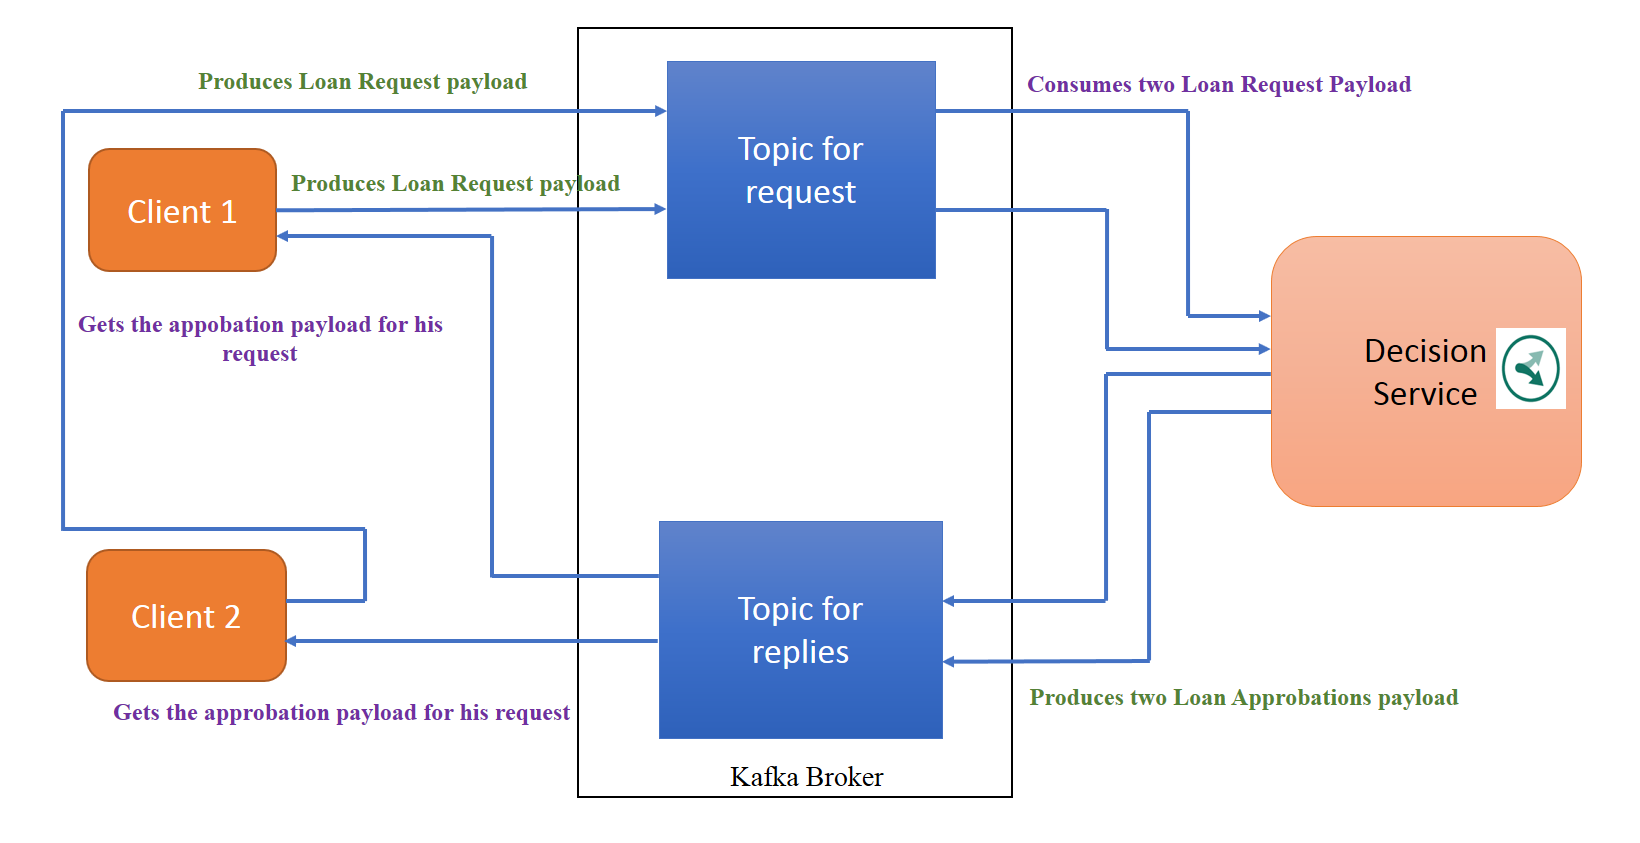 Produces Loan Request payload
Consumes two Loan Request Payload
Topic for
request
Produces Loan Request payload
Client 1
Gets the appobation payload for his
request
Decision
Service
Client 2
Topic for
replies
Gets the approbation payload for his request
Produces two Loan Approbations payload
Kafka Broker